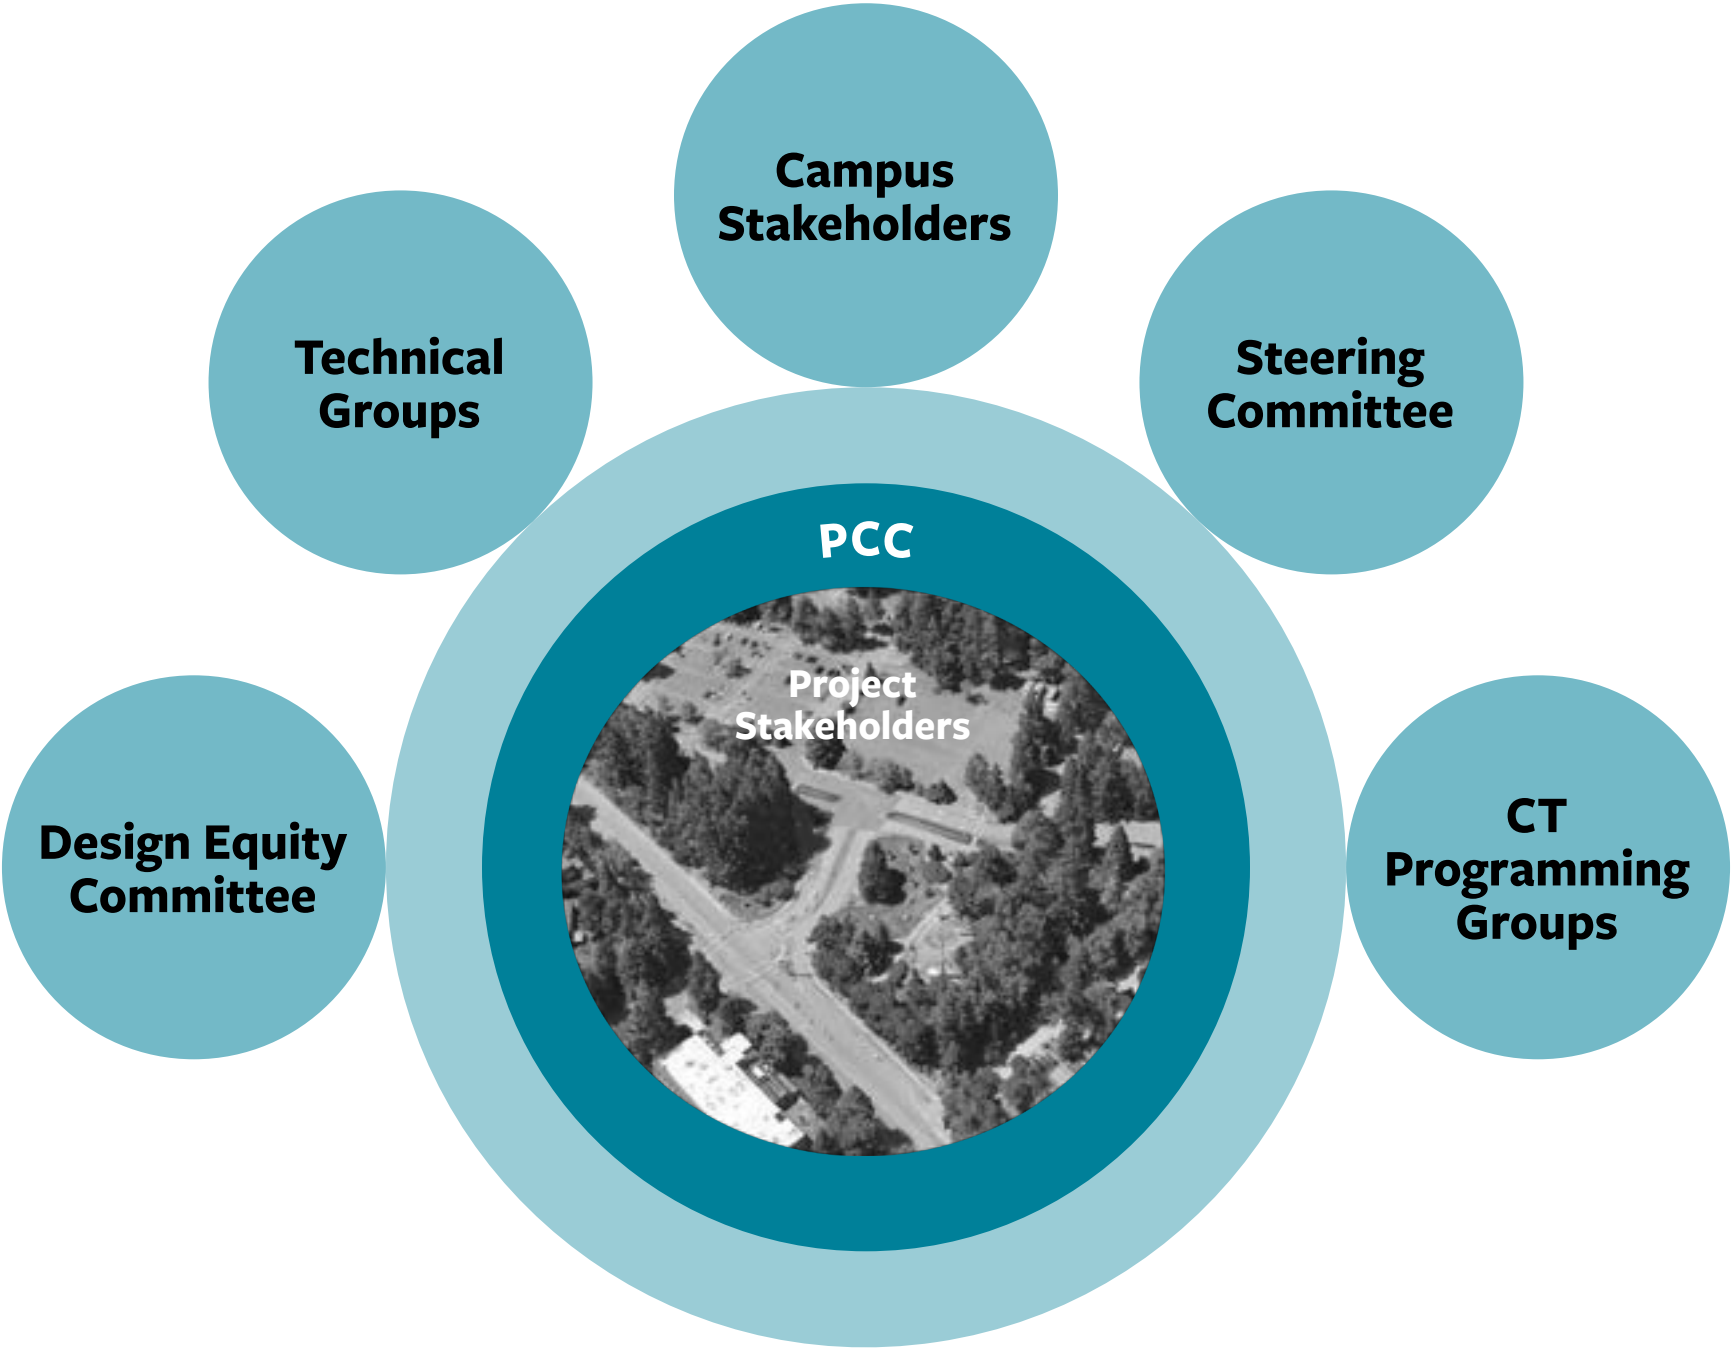 Campus
Stakeholders
Technical
Groups
Steering
Committee
PCC
Project
Stakeholders
Design Equity
Committee
CT
Programming
Groups